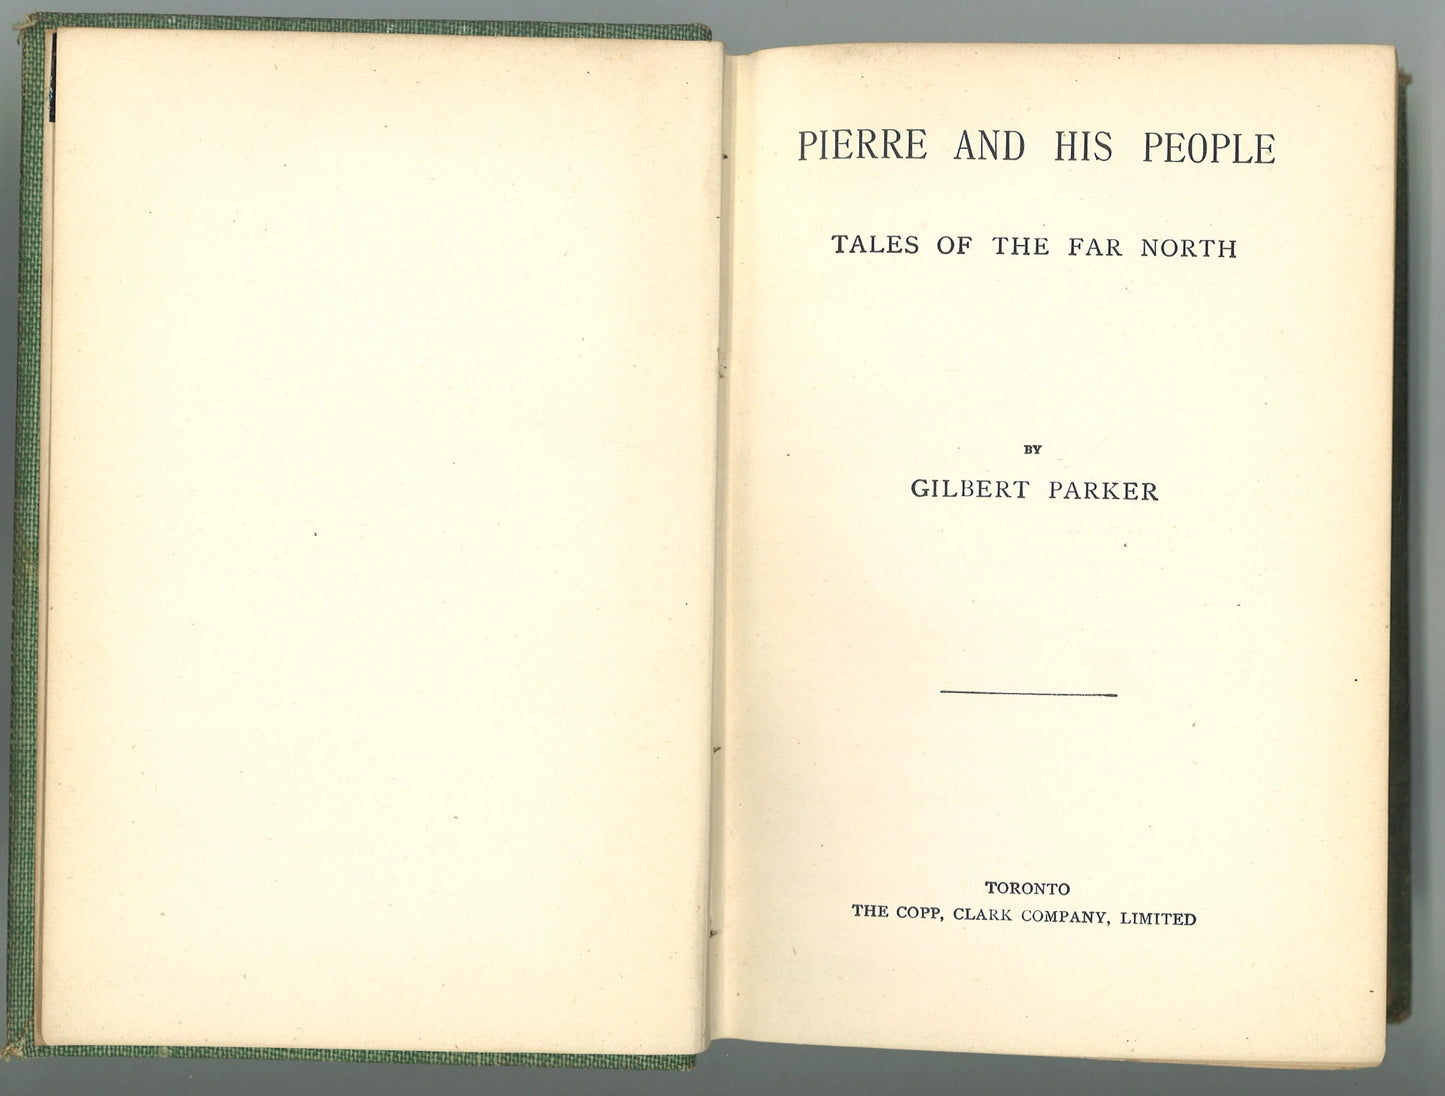 PIERRE AND HIS PEOPLE
TALES OF THE FAR NORTH
BY
GILBERT PARKER
TORONTO
THE COPP, CLARK COMPANY, LIMITED